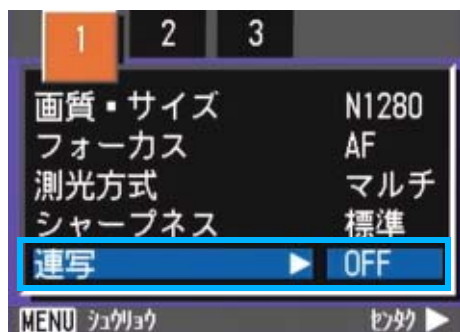 1 2 3
画質・サイズ N1280
フォーカス AF
測光方式 マルチ
シャープネス 標準
連写 ▶ OFF
MENU シュウリョウ センタク ▶